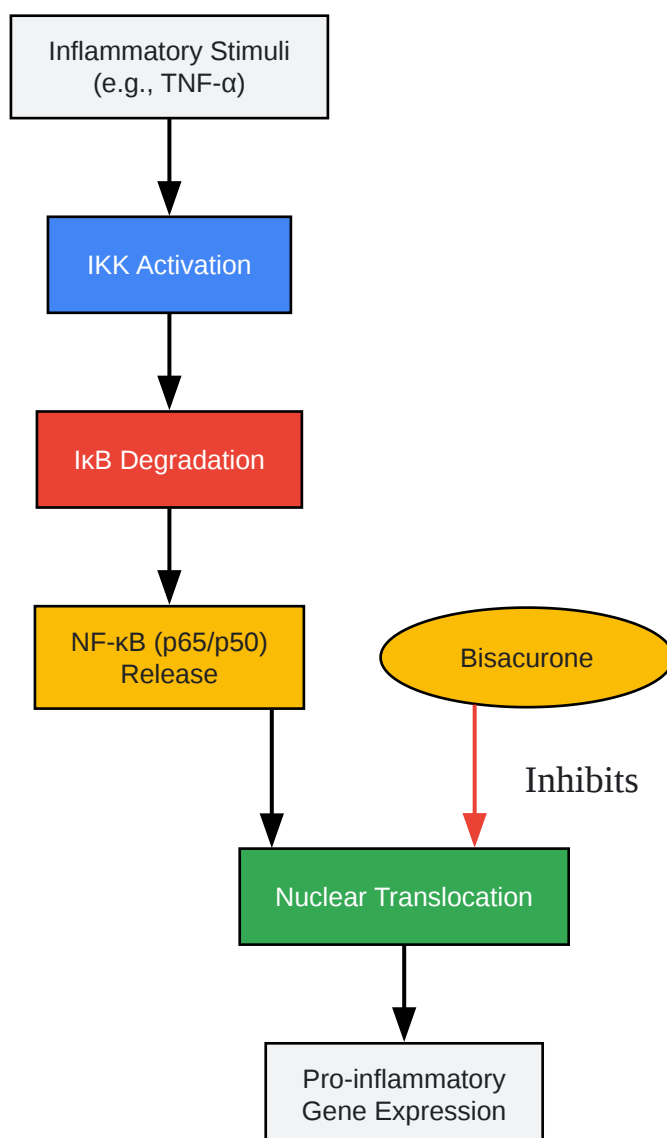 Inflammatory Stimuli
(e.g., TNF-α)
IKK Activation
IκB Degradation
NF-κB (p65/p50)
Release
Bisacurone
Inhibits
Nuclear Translocation
Pro-inflammatory
Gene Expression